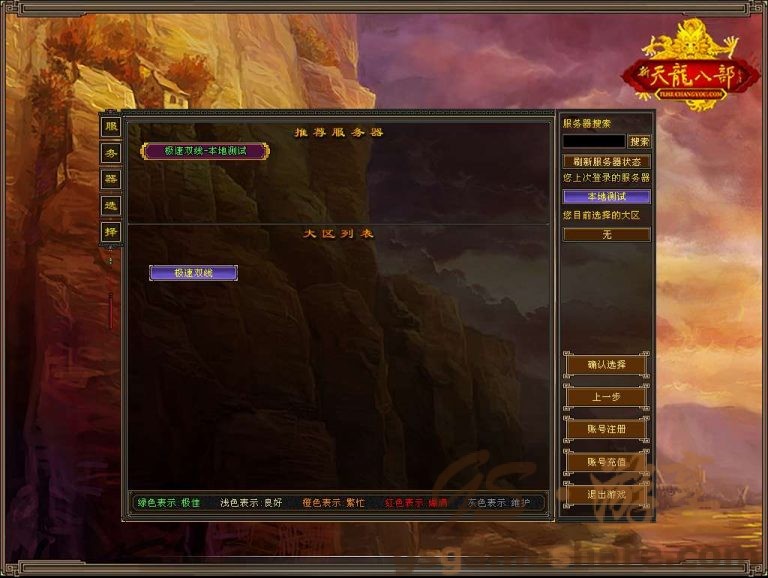 新天龍八部
TLHJ.CHANGYOU.COM
服务器选择
推荐服务器
极速双线-本地测试
大区列表
极速双线
绿色表示:极佳 浅色表示:良好 橙色表示:繁忙 红色表示:爆满 灰色表示:维护
服务器搜索
搜索
刷新服务器状态
您上次登录的服务器
本地测试
您目前选择的大区
无
确认选择
上一步
账号注册
账号充值
退出游戏